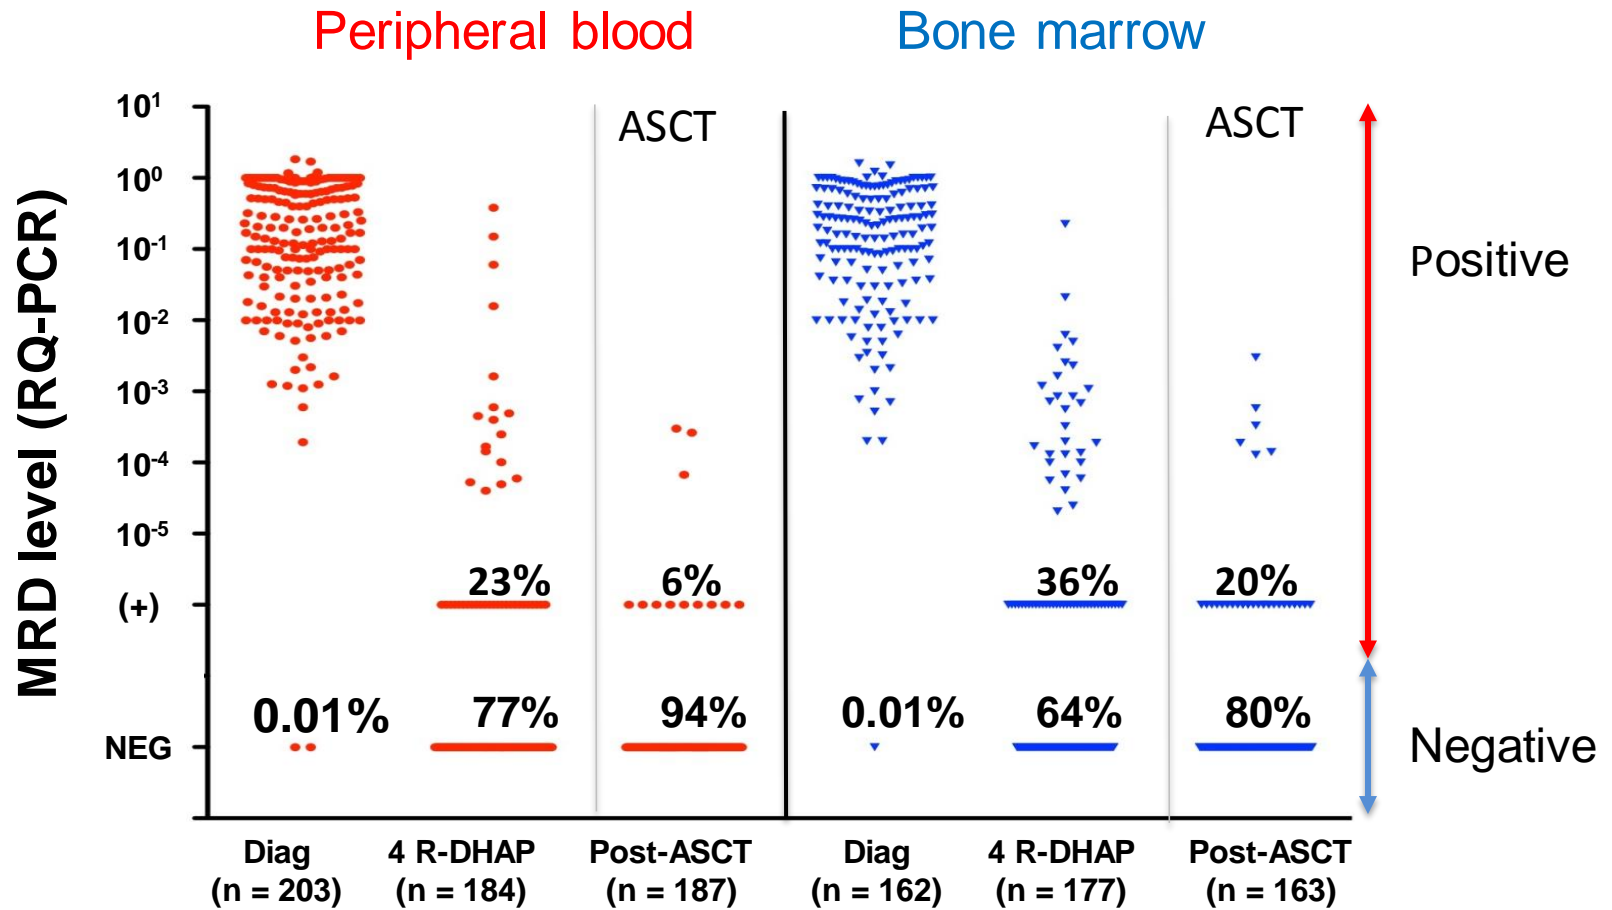 Peripheral blood
Bone marrow
MRD level (RQ-PCR)
10¹
10⁰
10⁻¹
10⁻²
10⁻³
10⁻⁴
10⁻⁵
(+)
NEG
ASCT
ASCT
23%
6%
36%
20%
0.01%
77%
94%
0.01%
64%
80%
Positive
Negative
Diag
(n = 203)
4 R-DHAP
(n = 184)
Post-ASCT
(n = 187)
Diag
(n = 162)
4 R-DHAP
(n = 177)
Post-ASCT
(n = 163)